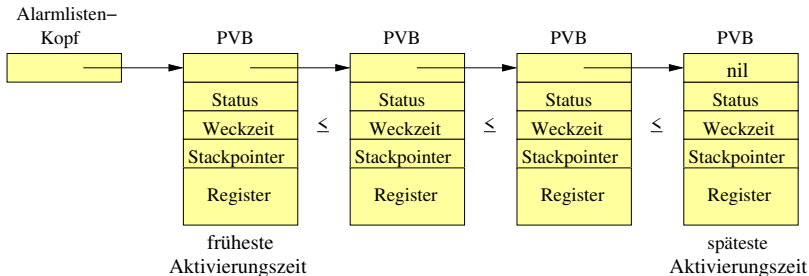 Alarmlisten-
Kopf
PVB
PVB
PVB
PVB
nil
Status
Status
Status
Status
Weckzeit
≤
Weckzeit
≤
Weckzeit
≤
Weckzeit
Stackpointer
Stackpointer
Stackpointer
Stackpointer
Register
Register
Register
Register
früheste
Aktivierungszeit
späteste
Aktivierungszeit